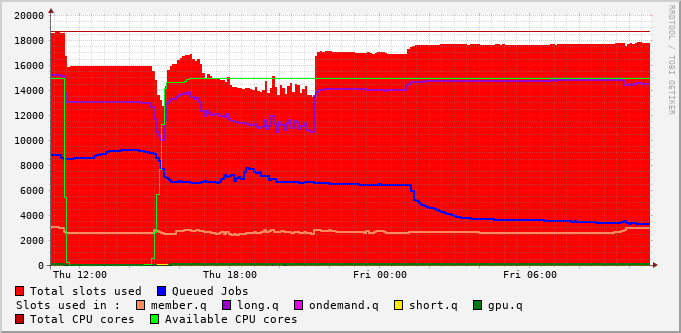 RRDTOOL / TOBI OETIKER
20000
18000
16000
14000
12000
10000
8000
6000
4000
2000
0
Thu 12:00 Thu 18:00 Fri 00:00 Fri 06:00
Total slots used Queued Jobs
Slots used in : member.q long.q ondemand.q short.q gpu.q
Total CPU cores Available CPU cores